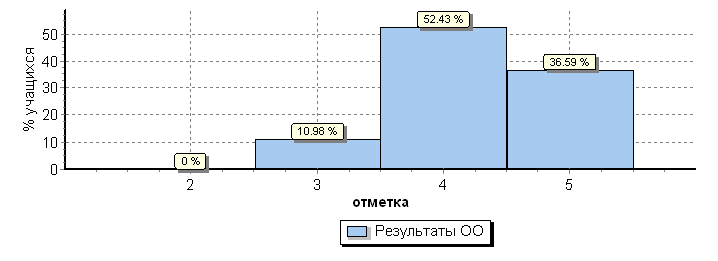 % учащихся
50
40
30
20
10
0
0 %
10.98 %
52.43 %
36.59 %
2 3 4 5
отметка
Результаты ОО